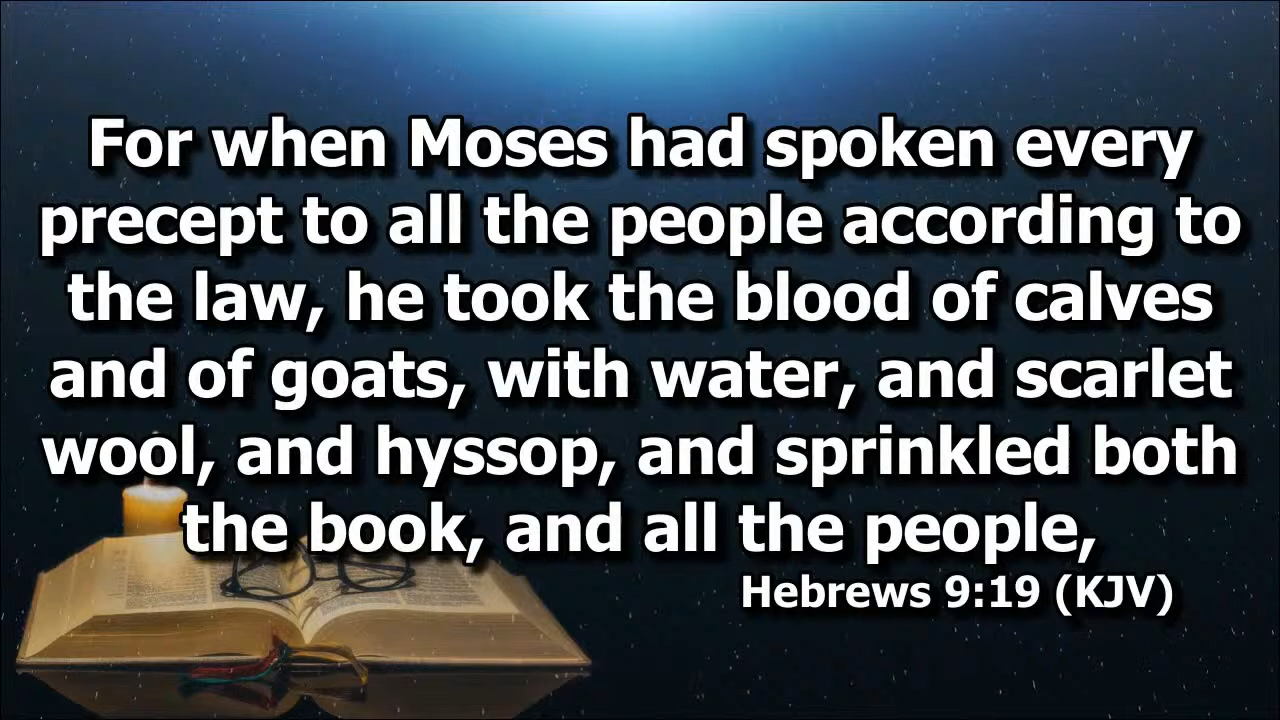 For when Moses had spoken every
precept to all the people according to
the law, he took the blood of calves
and of goats, with water, and scarlet
wool, and hyssop, and sprinkled both
the book, and all the people,
Hebrews 9:19 (KJV)